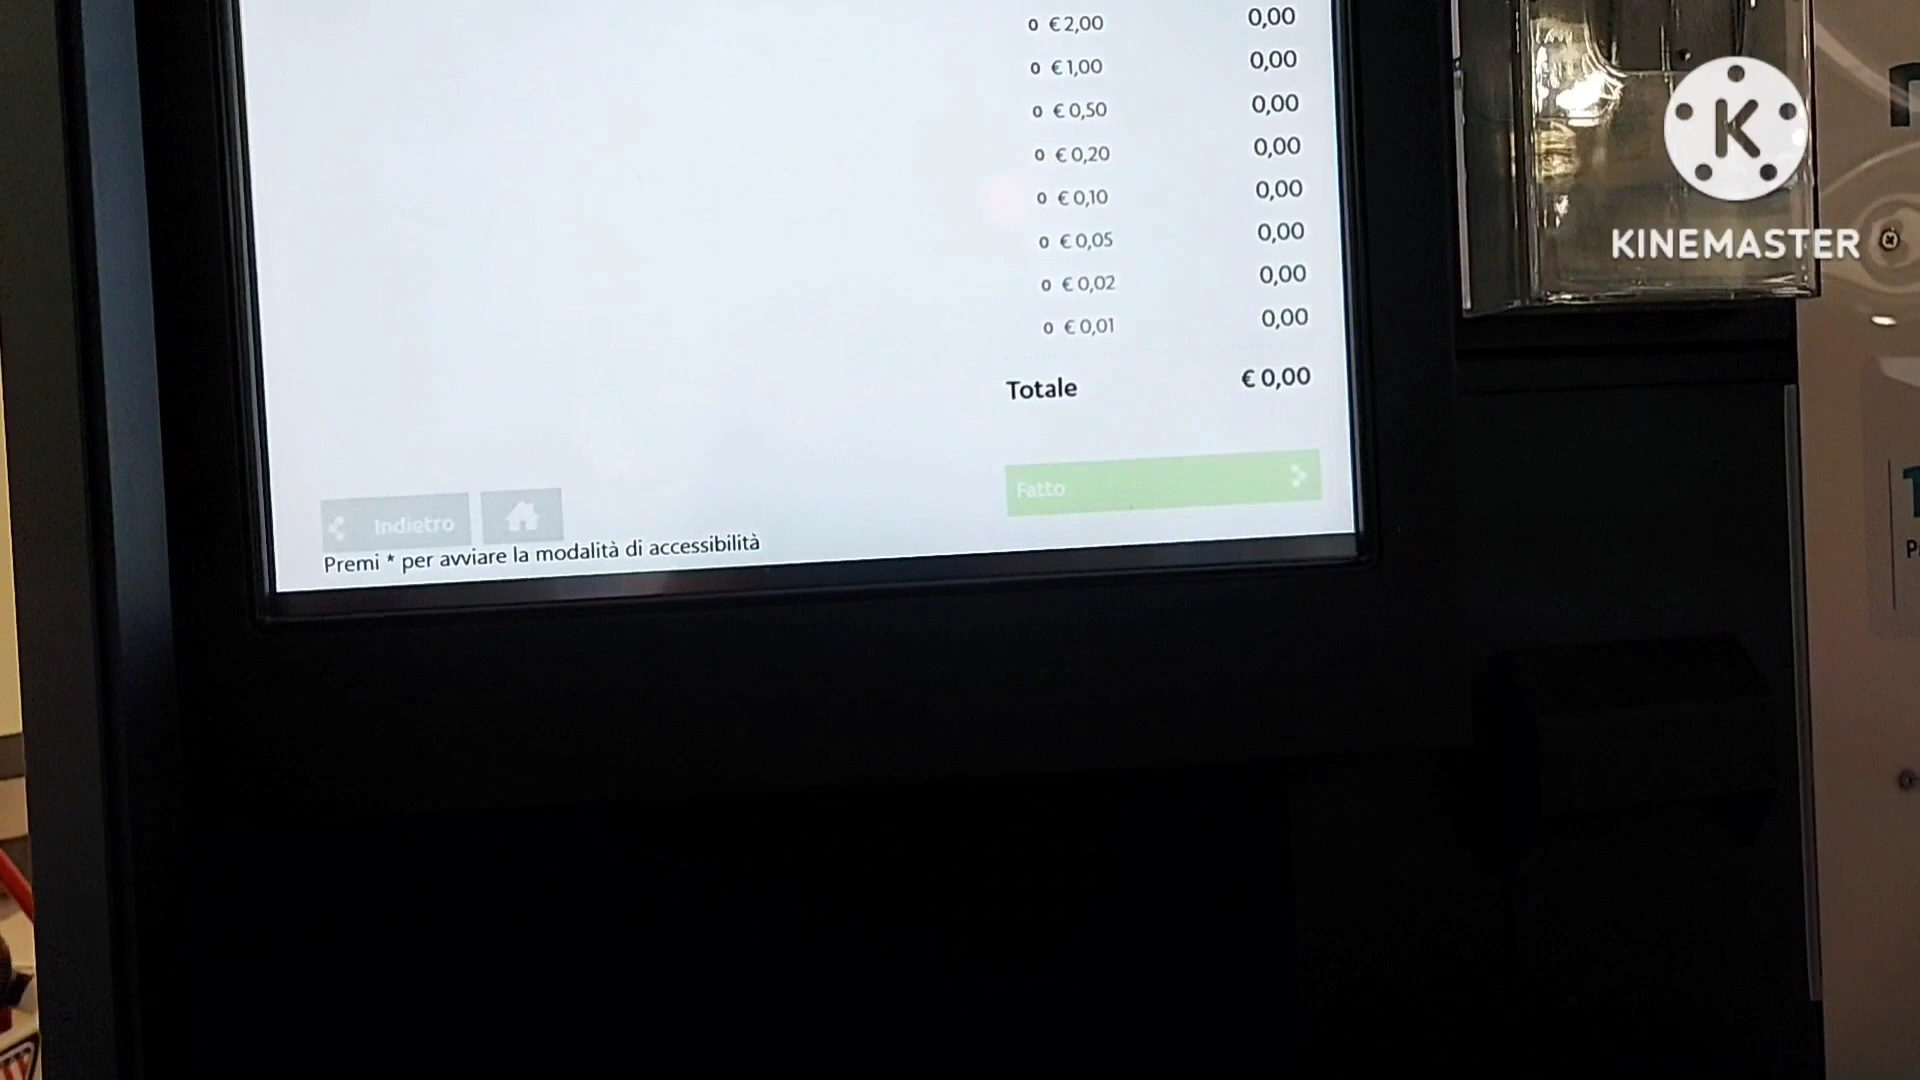 0 € 2,00 0,00
0 € 1,00 0,00
0 € 0,50 0,00
0 € 0,20 0,00
0 € 0,10 0,00
0 € 0,05 0,00
0 € 0,02 0,00
0 € 0,01 0,00
Totale € 0,00
Fatto
Indietro
Premi * per avviare la modalità di accessibilità
K
KINEMASTER